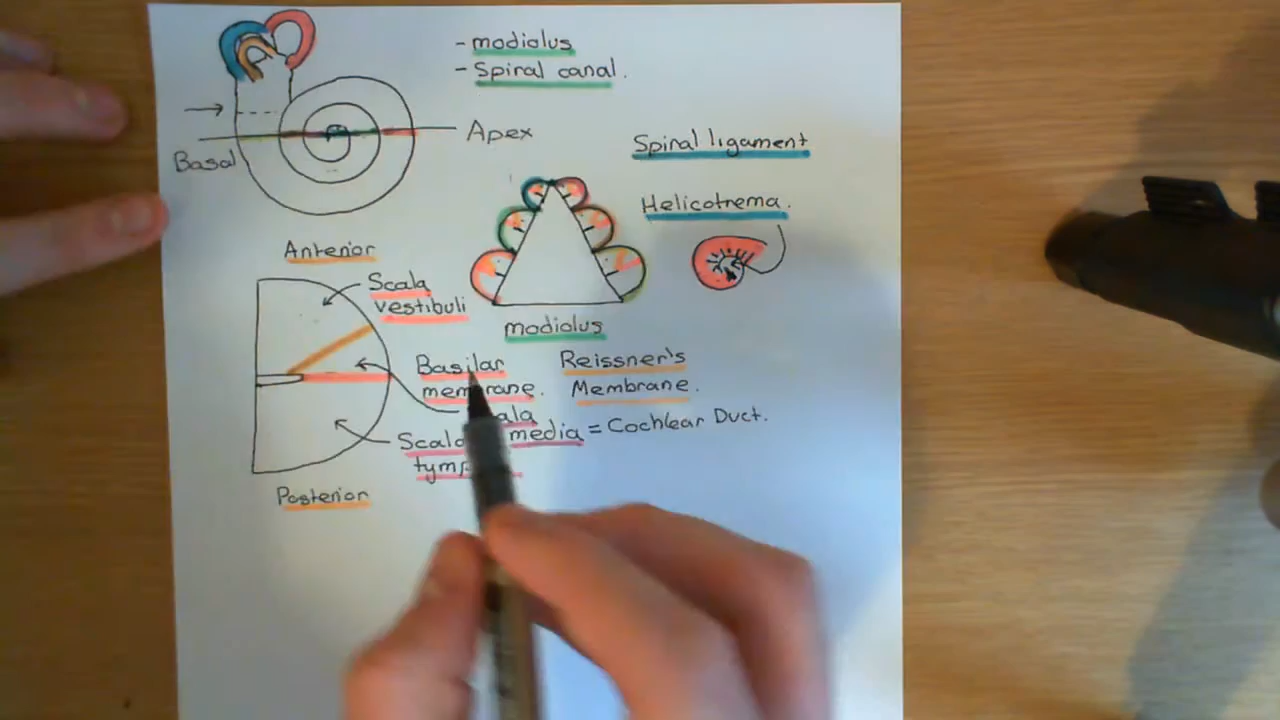 - modiolus
- Spiral canal.
Apex
Basal
Spiral ligament
Helicotrema.
Anterior
Scala
vestibuli
modiolus
Basilar
membrane.
Reissner's
Membrane.
media = Cochlear Duct.
Posterior